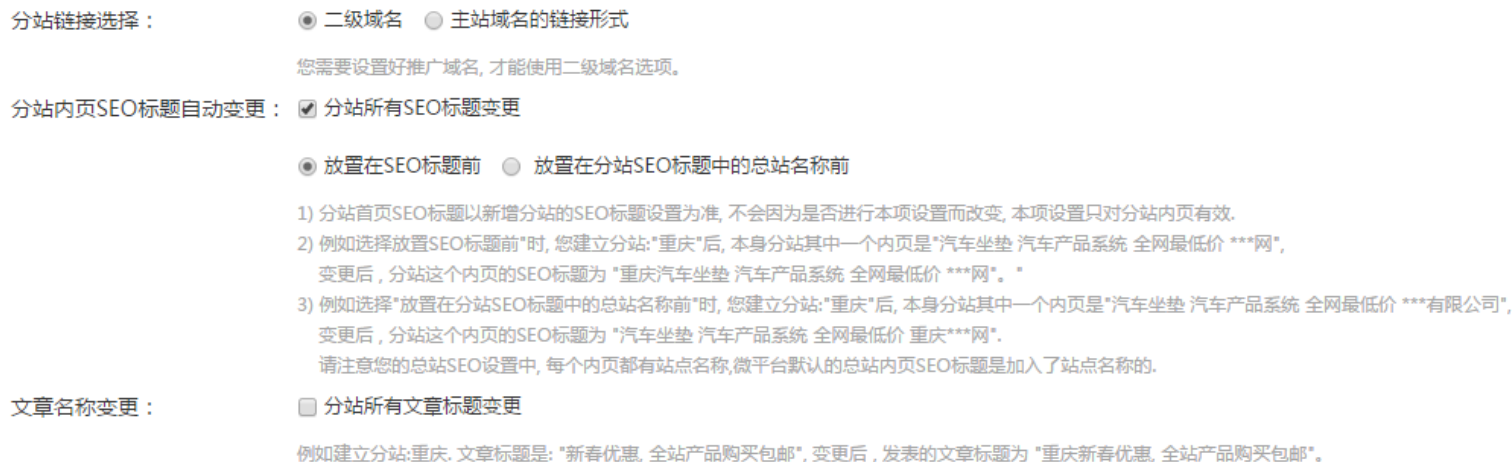 分站链接选择： 二级域名 主站域名的链接形式
您需要设置好推广域名, 才能使用二级域名选项。
分站内页SEO标题自动变更： 分站所有SEO标题变更
放置在SEO标题前 放置在分站SEO标题中的总站名称前
1) 分站首页SEO标题以新增分站的SEO标题设置为准, 不会因为是否进行本项设置而改变, 本项设置只对分站内页有效.
2) 例如选择放置SEO标题前"时, 您建立分站:"重庆"后, 本身分站其中一个内页是"汽车坐垫 汽车产品系统 全网最低价 ***网",
变更后 , 分站这个内页的SEO标题为 "重庆汽车坐垫 汽车产品系统 全网最低价 ***网"。"
3) 例如选择"放置在分站SEO标题中的总站名称前"时, 您建立分站:"重庆"后, 本身分站其中一个内页是"汽车坐垫 汽车产品系统 全网最低价 ***有限公司",
变更后 , 分站这个内页的SEO标题为 "汽车坐垫 汽车产品系统 全网最低价 重庆***网".
请注意您的总站SEO设置中, 每个内页都有站点名称,微平台默认的总站内页SEO标题是加入了站点名称的.
文章名称变更： 分站所有文章标题变更
例如建立分站:重庆. 文章标题是: "新春优惠, 全站产品购买包邮", 变更后 , 发表的文章标题为 "重庆新春优惠, 全站产品购买包邮"。